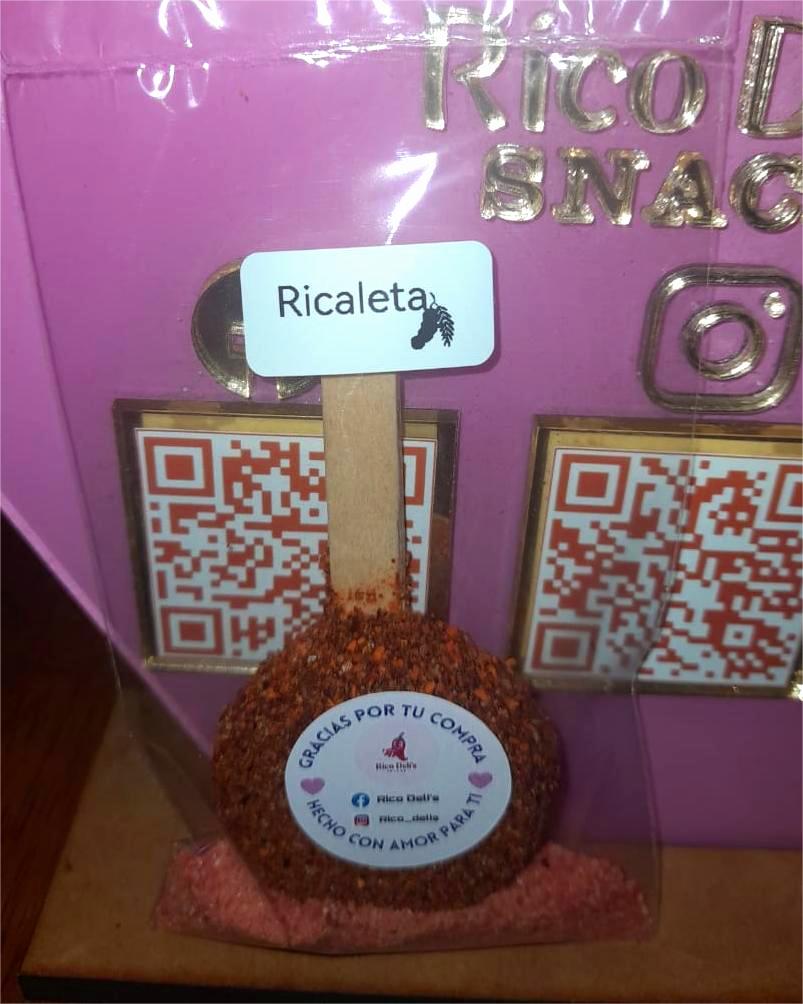 Rico D
SNAC
Ricaleta
GRACIAS POR TU COMPRA
Rico Deli's
Rico Deli's
Rico_delis
HECHO CON AMOR PARA TI